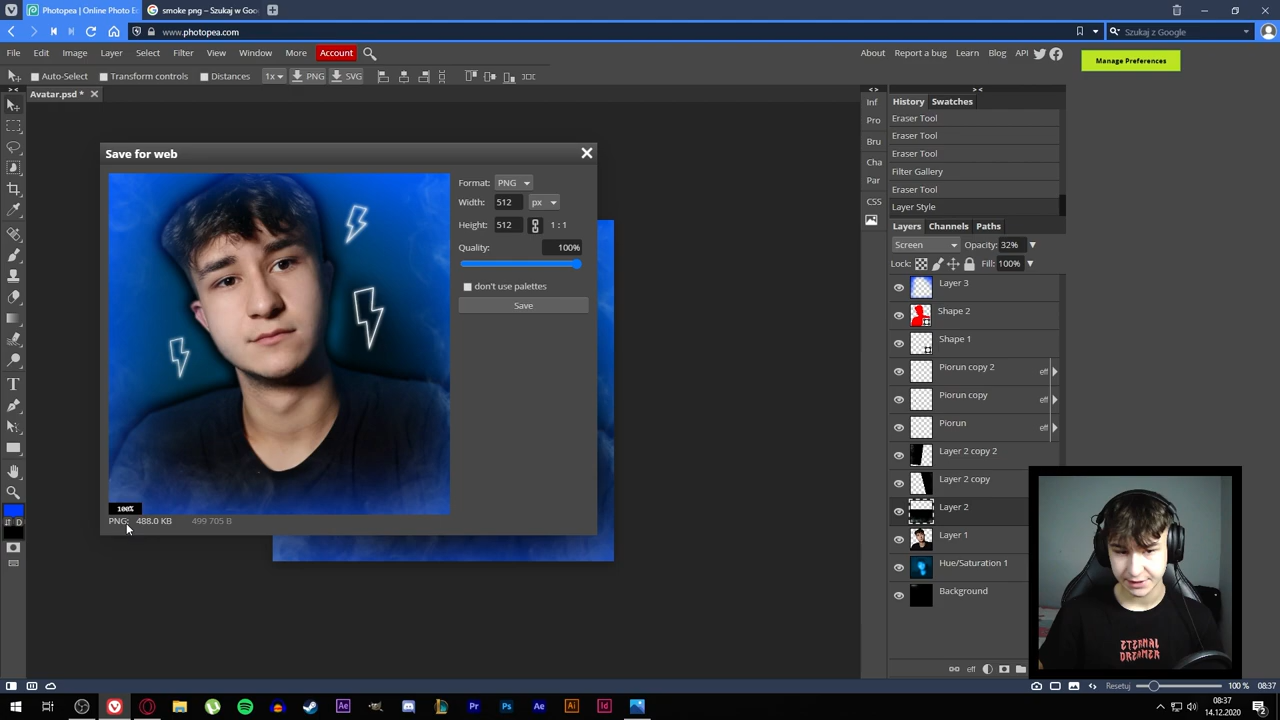 Photopea | Online Photo E
smoke png – Szukaj w Goo
www.photopea.com
Szukaj z Google
File Edit Image Layer Select Filter View Window More Account
About Report a bug Learn Blog API
Manage Preferences
Auto-Select Transform controls Distances 1x PNG SVG
Avatar.psd *
Inf
Pro
Bru
Cha
Par
CSS
History Swatches
Eraser Tool
Eraser Tool
Eraser Tool
Filter Gallery
Eraser Tool
Layer Style
Layers Channels Paths
Screen Opacity: 32%
Lock: Fill: 100%
Layer 3
Shape 2
Shape 1
Piorun copy 2 eff
Piorun copy eff
Piorun eff
Layer 2 copy 2
Layer 2 copy
Layer 2
Layer 1
Hue/Saturation 1
Background
Save for web
Format: PNG
Width: 512 px
Height: 512 1 : 1
Quality: 100%
don't use palettes
Save
100%
PNG: 488.0 KB 499 705 B
ETERNAL
DREAMER
eff
Resetuj 100 % 08:37
08:37
14.12.2020